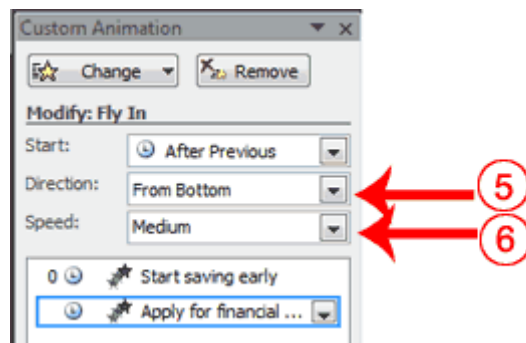 Custom Animation
Change Remove
Modify: Fly In
Start: After Previous
Direction: From Bottom 5
Speed: Medium 6
0 Start saving early
Apply for financial ...